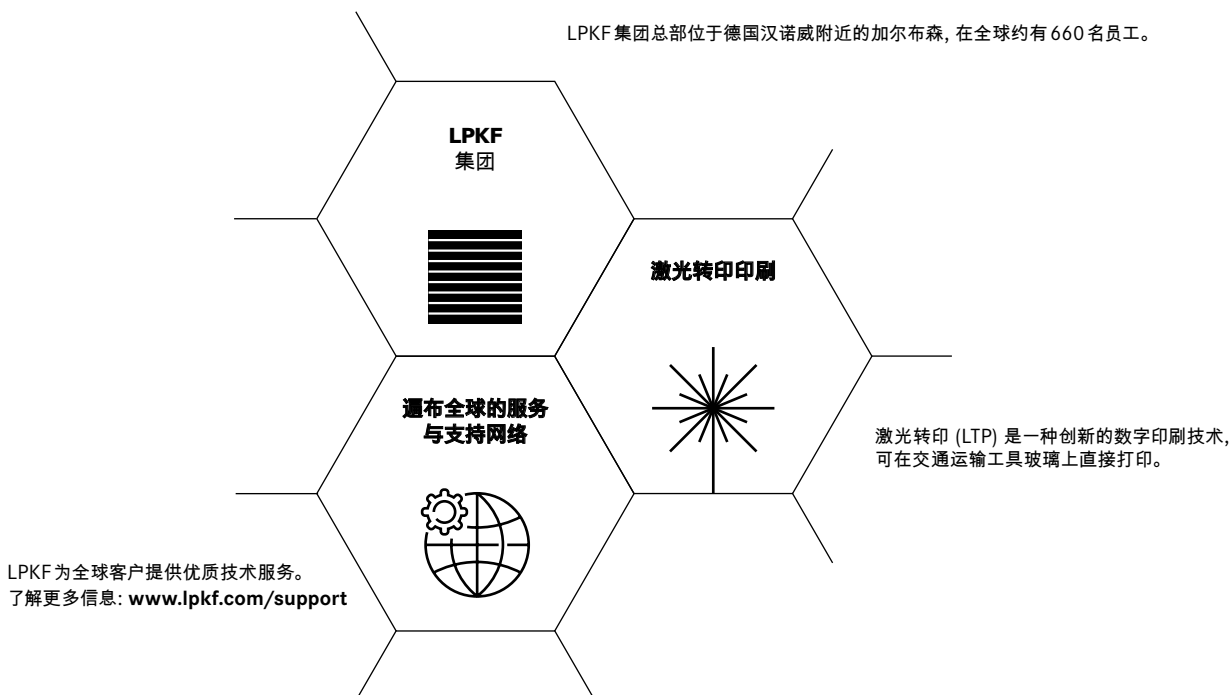 LPKF集团总部位于德国汉诺威附近的加尔布森, 在全球约有660名员工。
LPKF
集团
激光转印印刷
遍布全球的服务
与支持网络
激光转印 (LTP) 是一种创新的数字印刷技术,
可在交通运输工具玻璃上直接打印。
LPKF为全球客户提供优质技术服务。
了解更多信息: www.lpkf.com/support